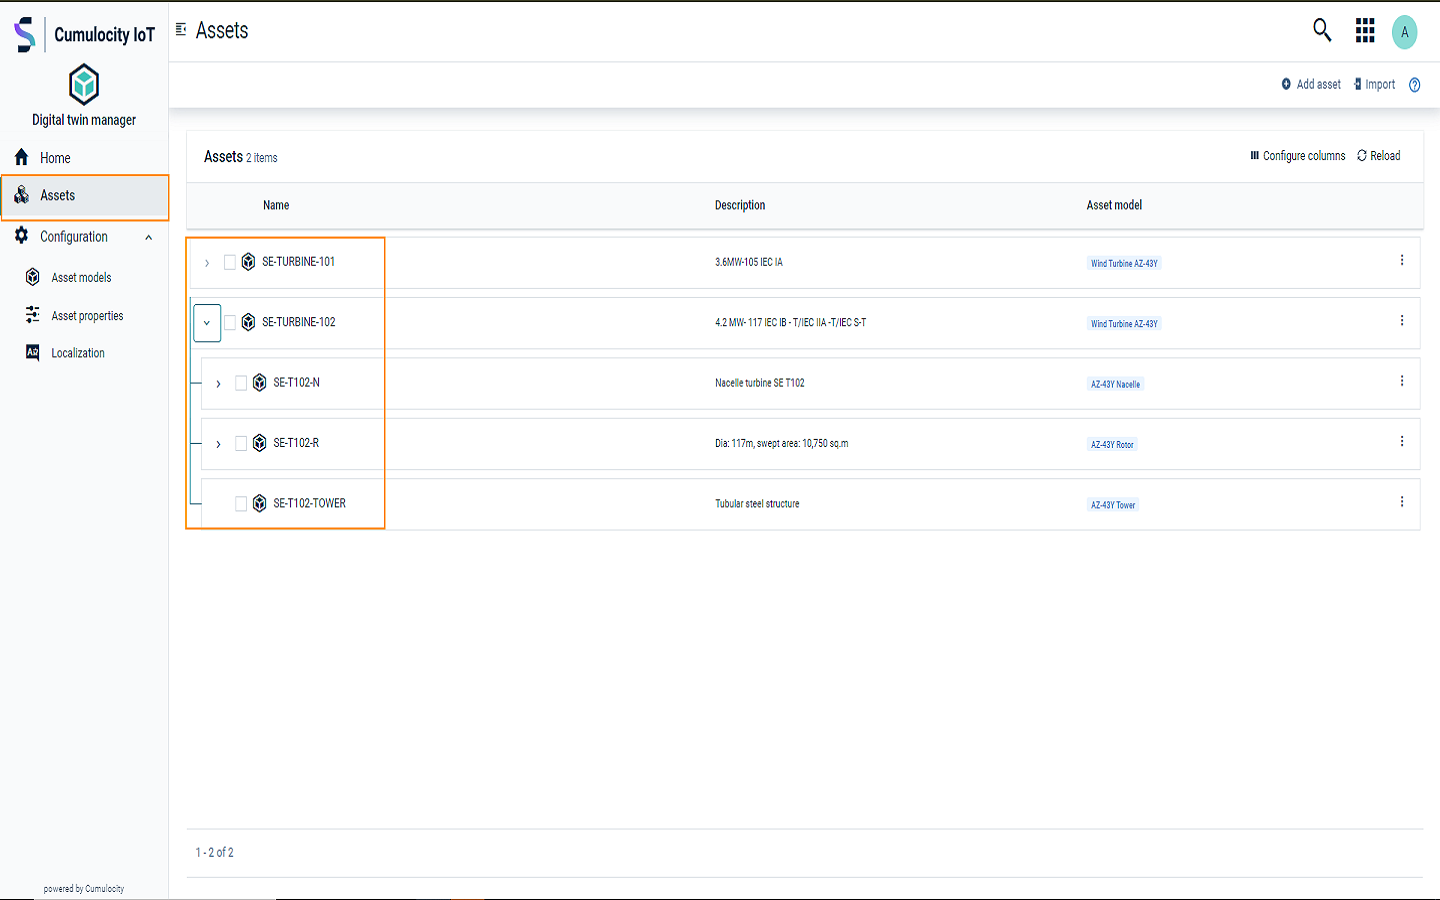 Cumulocity IoT
Digital twin manager
Home
Assets
Configuration
Asset models
Asset properties
Localization
powered by Cumulocity
Assets
A
Add asset Import
Assets 2 items
Configure columns Reload
Name Description Asset model
SE-TURBINE-101 3.6MW-105 IEC IA Wind Turbine AZ-43Y
SE-TURBINE-102 4.2 MW- 117 IEC IB - T/IEC IIA -T/IEC S-T Wind Turbine AZ-43Y
SE-T102-N Nacelle turbine SE T102 AZ-43Y Nacelle
SE-T102-R Dia: 117m, swept area: 10,750 sq.m AZ-43Y Rotor
SE-T102-TOWER Tubular steel structure AZ-43Y Tower
1 - 2 of 2